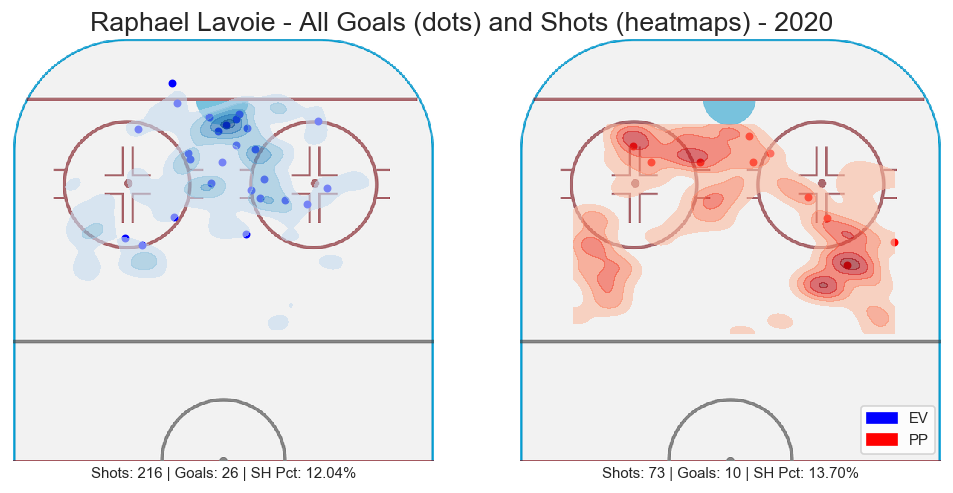 Raphael Lavoie - All Goals (dots) and Shots (heatmaps) - 2020
EV
PP
Shots: 216 | Goals: 26 | SH Pct: 12.04%
Shots: 73 | Goals: 10 | SH Pct: 13.70%